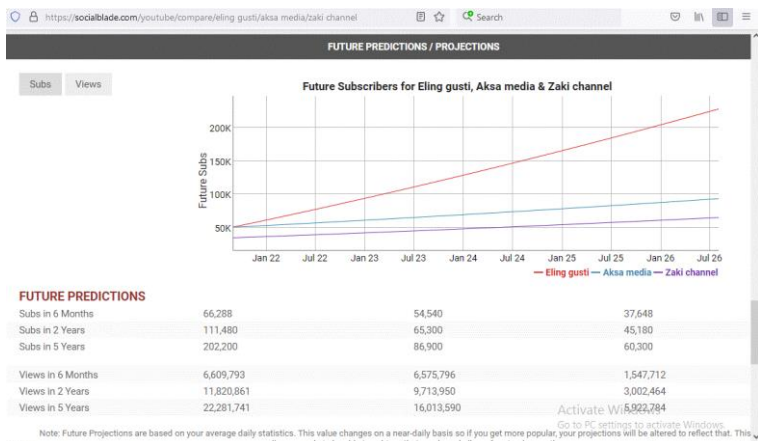 https://socialblade.com/youtube/compare/eling gusti/aksa media/zaki channel
Search
FUTURE PREDICTIONS / PROJECTIONS
Subs Views
Future Subscribers for Eling gusti, Aksa media & Zaki channel
Future Subs
200K
150K
100K
50K
Jan 22 Jul 22 Jan 23 Jul 23 Jan 24 Jul 24 Jan 25 Jul 25 Jan 26 Jul 26
Eling gusti Aksa media Zaki channel
FUTURE PREDICTIONS
Subs in 6 Months 66,288 54,540 37,648
Subs in 2 Years 111,480 65,300 45,180
Subs in 5 Years 202,200 86,900 60,300
Views in 6 Months 6,609,793 6,575,796 1,547,712
Views in 2 Years 11,820,861 9,713,950 3,002,464
Views in 5 Years 22,281,741 16,013,590 5,922,784
Activate Windows
Go to PC settings to activate Windows.
Note: Future Projections are based on your average daily statistics. This value changes on a near-daily basis so if you get more popular, your projections will be altered to reflect that. This